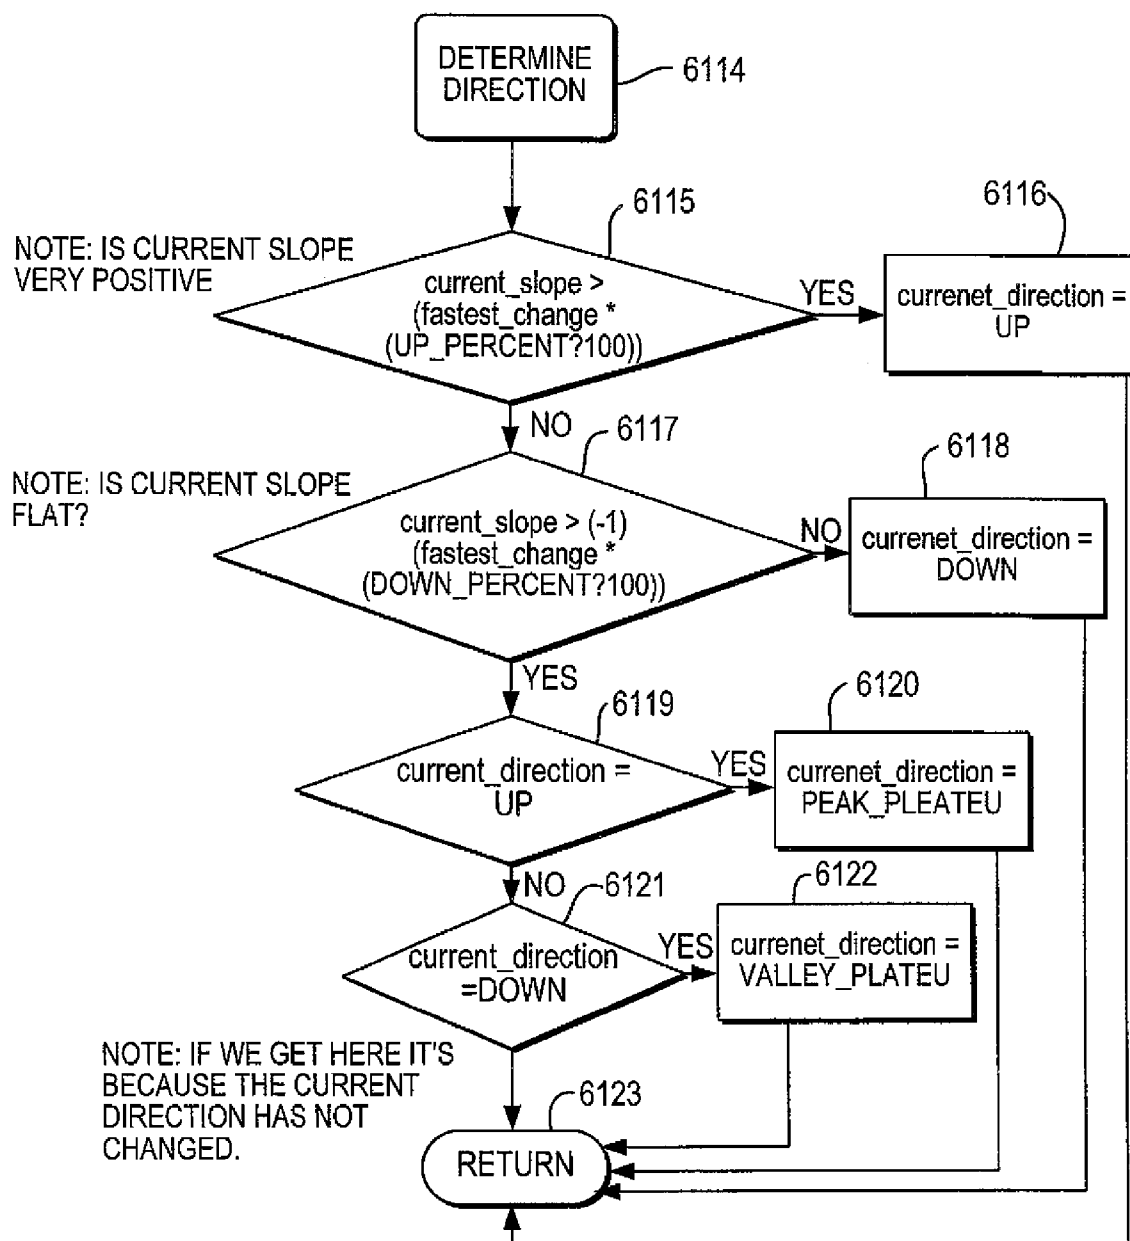 DETERMINE
DIRECTION
6114
6115
6116
NOTE: IS CURRENT SLOPE
VERY POSITIVE
current_slope >
(fastest_change *
(UP_PERCENT?100))
YES
currenet_direction =
UP
NO
6117
6118
NOTE: IS CURRENT SLOPE
FLAT?
current_slope > (-1)
(fastest_change *
(DOWN_PERCENT?100))
NO
currenet_direction =
DOWN
YES
6119
6120
current_direction =
UP
YES
currenet_direction =
PEAK_PLEATEU
NO
6121
6122
current_direction
=DOWN
YES
currenet_direction =
VALLEY_PLATEU
NOTE: IF WE GET HERE IT'S
BECAUSE THE CURRENT
DIRECTION HAS NOT
CHANGED.
6123
RETURN